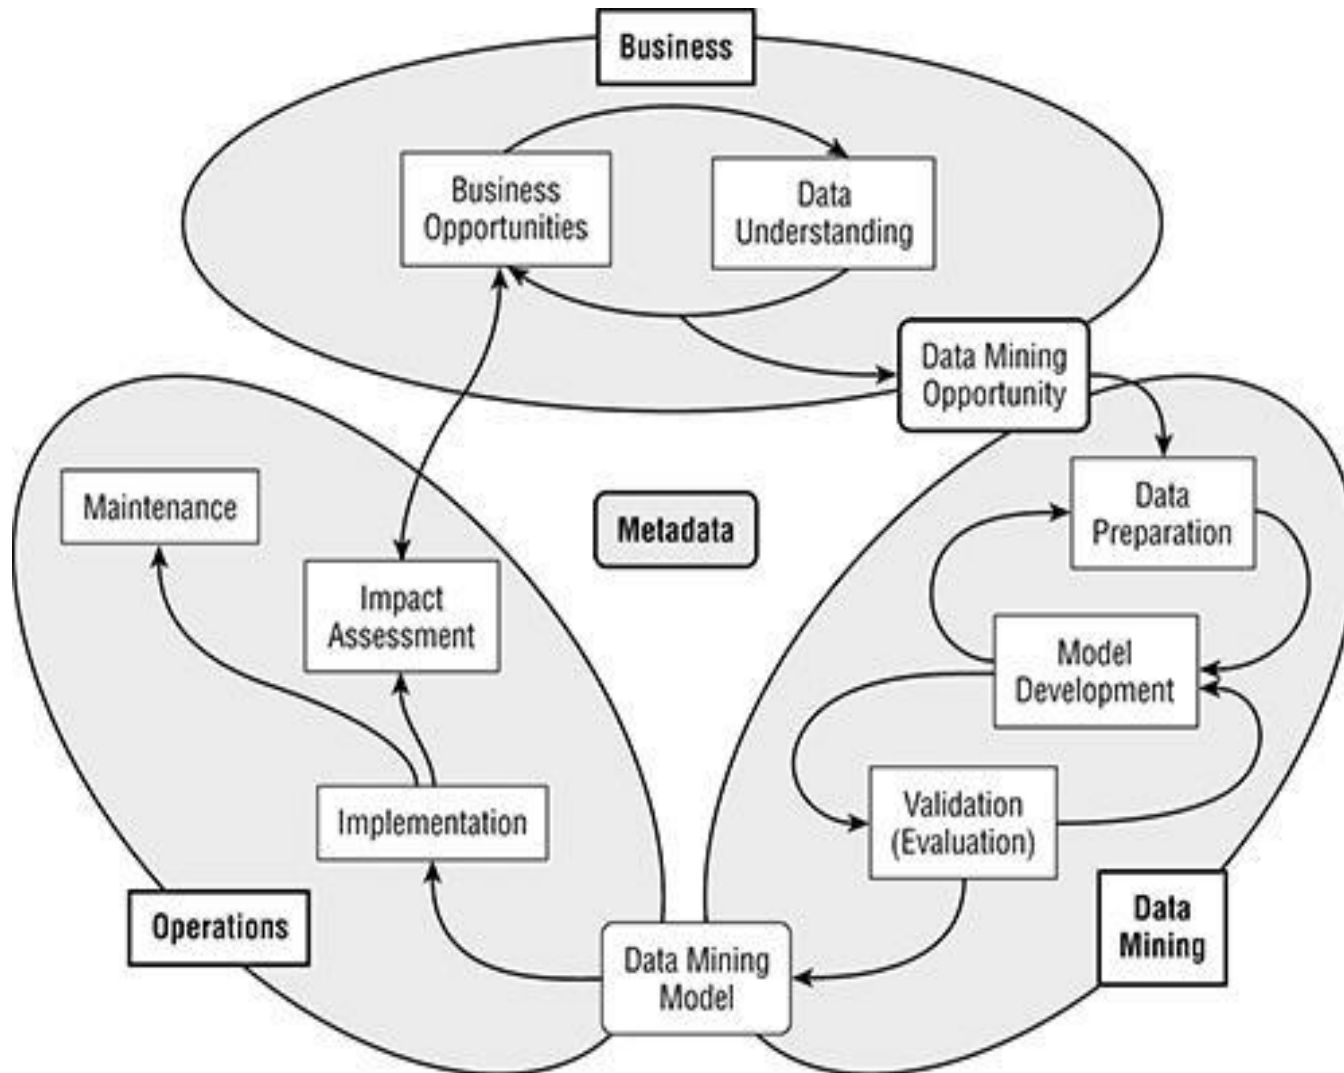 Business
Business
Opportunities
Data
Understanding
Data Mining
Opportunity
Maintenance
Metadata
Data
Preparation
Impact
Assessment
Model
Development
Implementation
Validation
(Evaluation)
Operations
Data
Mining
Data Mining
Model